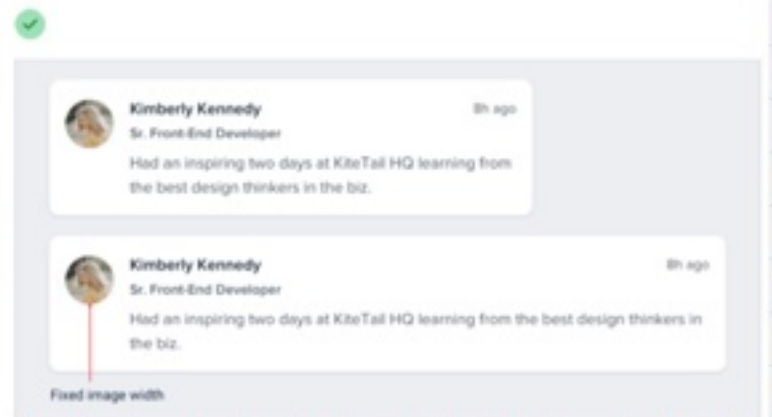 Kimberly Kennedy 8h ago
Sr. Front-End Developer
Had an inspiring two days at KiteTail HQ learning from
the best design thinkers in the biz.
Kimberly Kennedy 8h ago
Sr. Front-End Developer
Had an inspiring two days at KiteTail HQ learning from the best design thinkers in
the biz.
Fixed image width